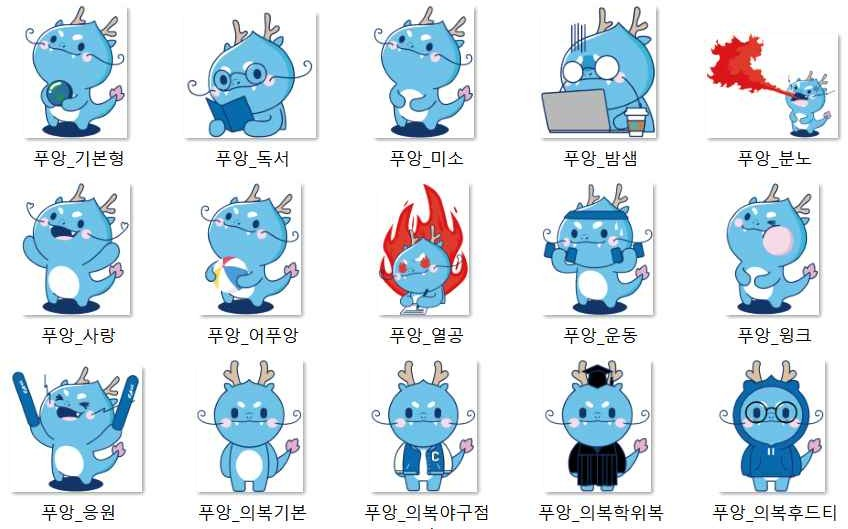 푸앙_기본형
푸앙_독서
푸앙_미소
푸앙_밤샘
푸앙_분노
푸앙_사랑
푸앙_어푸앙
푸앙_열공
푸앙_운동
푸앙_윙크
푸앙_응원
푸앙_의복기본
푸앙_의복야구점
푸앙_의복학위복
푸앙_의복후드티
C